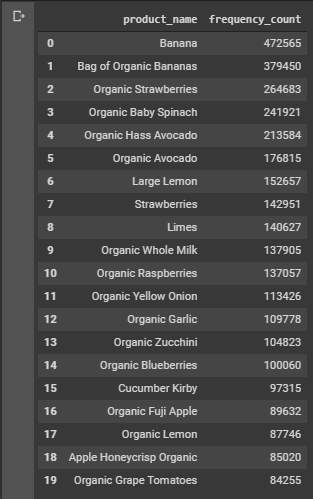 product_name frequency_count
0 Banana 472565
1 Bag of Organic Bananas 379450
2 Organic Strawberries 264683
3 Organic Baby Spinach 241921
4 Organic Hass Avocado 213584
5 Organic Avocado 176815
6 Large Lemon 152657
7 Strawberries 142951
8 Limes 140627
9 Organic Whole Milk 137905
10 Organic Raspberries 137057
11 Organic Yellow Onion 113426
12 Organic Garlic 109778
13 Organic Zucchini 104823
14 Organic Blueberries 100060
15 Cucumber Kirby 97315
16 Organic Fuji Apple 89632
17 Organic Lemon 87746
18 Apple Honeycrisp Organic 85020
19 Organic Grape Tomatoes 84255